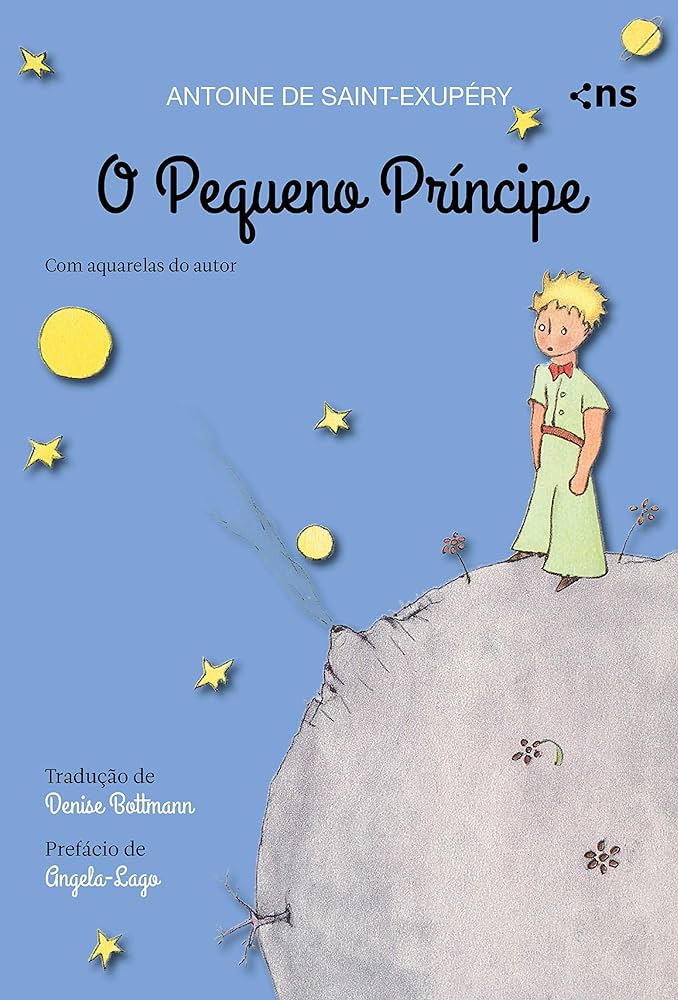 ANTOINE DE SAINT-EXUPÉRY
ns
O Pequeno Príncipe
Com aquarelas do autor
Tradução de
Denise Bottmann
Prefácio de
Angela-Lago